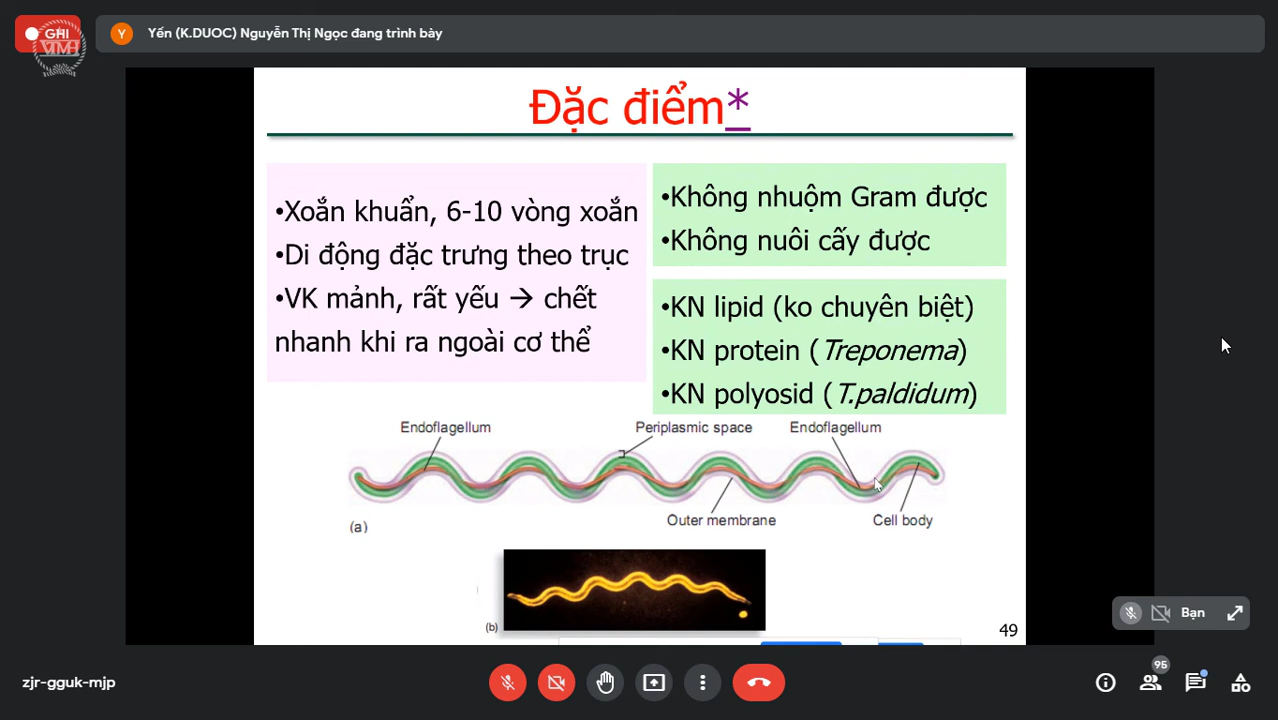 GHI
VTMH
Yến (K.DUOC) Nguyễn Thị Ngọc đang trình bày
Y
Đặc điểm*
•Xoắn khuẩn, 6-10 vòng xoắn
•Di động đặc trưng theo trục
•VK mảnh, rất yếu → chết
nhanh khi ra ngoài cơ thể
•Không nhuộm Gram được
•Không nuôi cấy được
•KN lipid (ko chuyên biệt)
•KN protein (Treponema)
•KN polyosid (T.paldidum)
Endoflagellum
Periplasmic space
Endoflagellum
Outer membrane
Cell body
(a)
(b)
49
Bạn
zjr-gguk-mjp
95